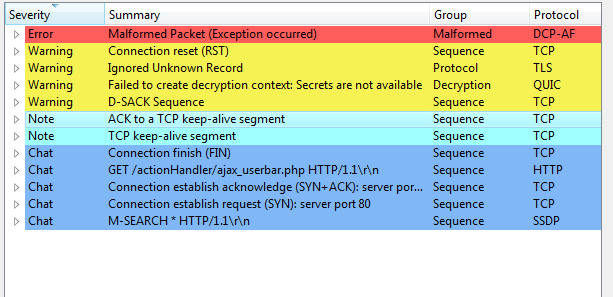 Severity Summary Group Protocol
Error Malformed Packet (Exception occurred) Malformed DCP-AF
Warning Connection reset (RST) Sequence TCP
Warning Ignored Unknown Record Protocol TLS
Warning Failed to create decryption context: Secrets are not available Decryption QUIC
Warning D-SACK Sequence Sequence TCP
Note ACK to a TCP keep-alive segment Sequence TCP
Note TCP keep-alive segment Sequence TCP
Chat Connection finish (FIN) Sequence TCP
Chat GET /actionHandler/ajax_userbar.php HTTP/1.1\r\n Sequence HTTP
Chat Connection establish acknowledge (SYN+ACK): server por... Sequence TCP
Chat Connection establish request (SYN): server port 80 Sequence TCP
Chat M-SEARCH * HTTP/1.1\r\n Sequence SSDP